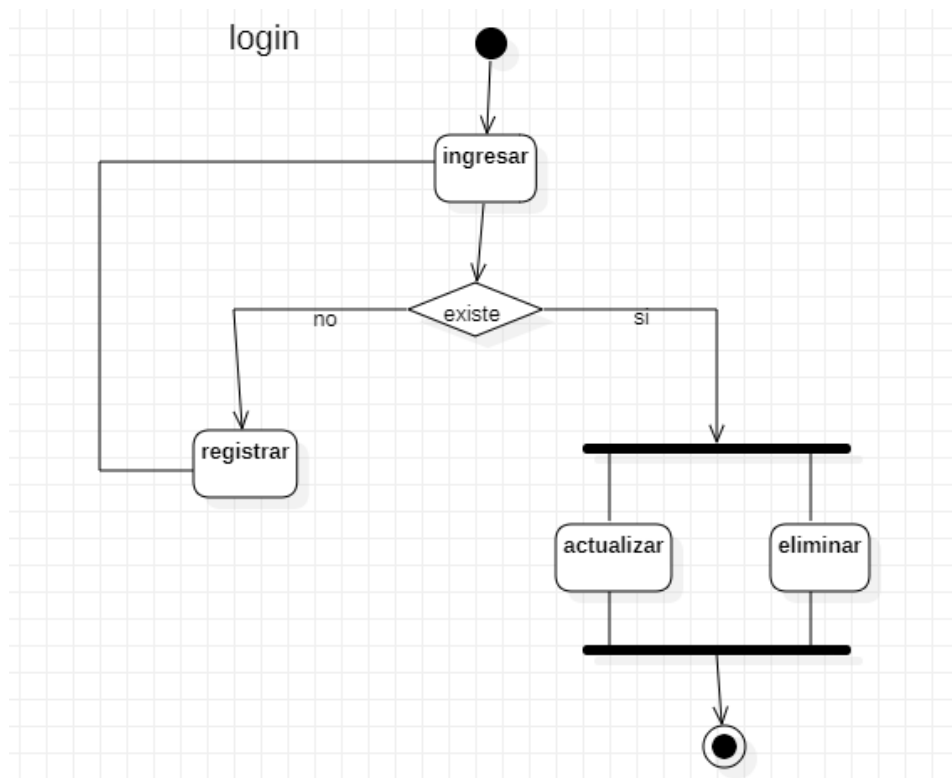 login
ingresar
existe
no
si
registrar
actualizar
eliminar